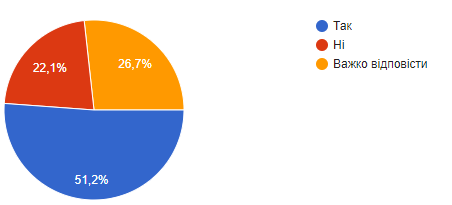 22,1%
26,7%
51,2%
Так
Ні
Важко відповісти